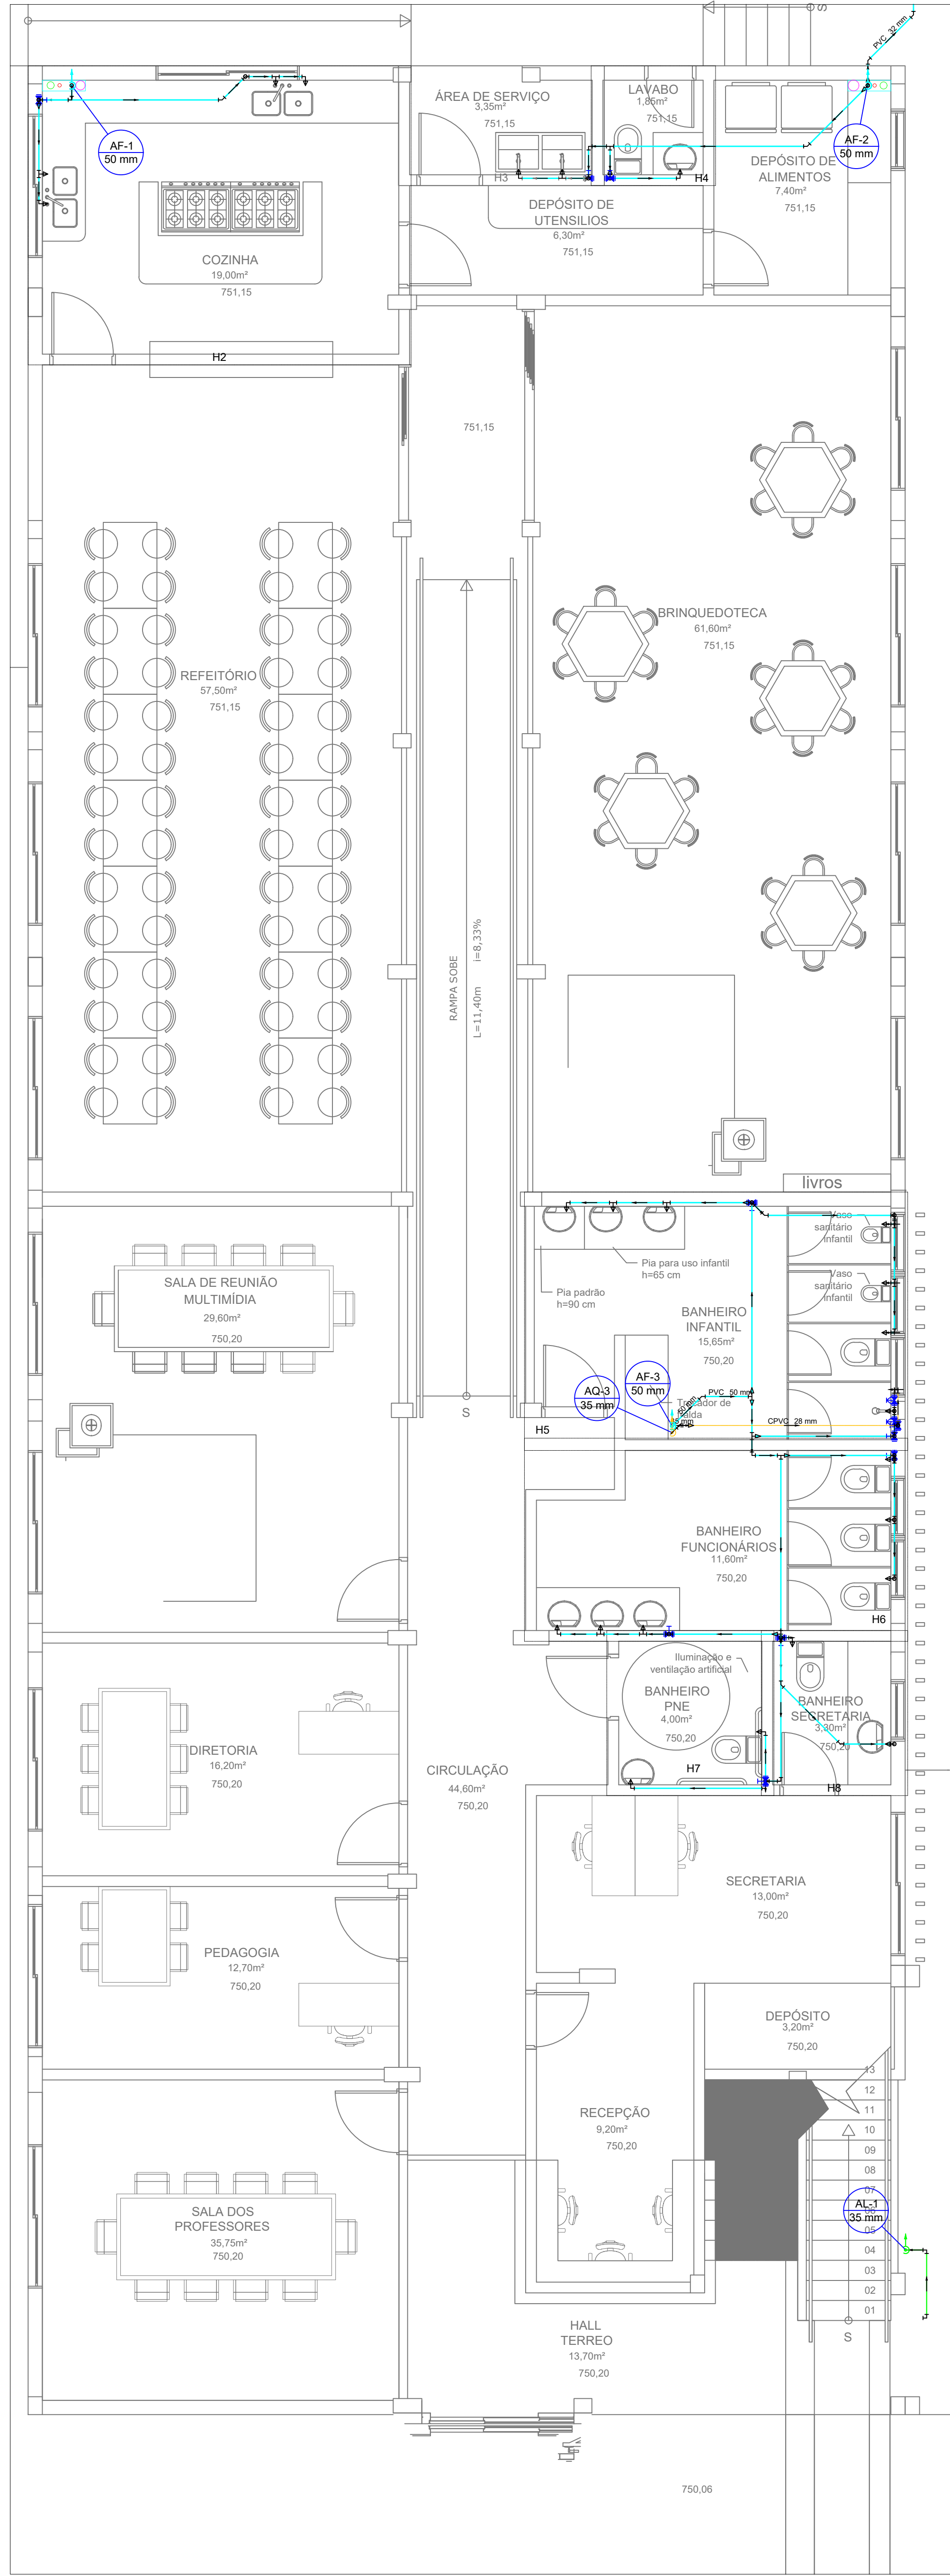 S
PVC 32 mm
ÁREA DE SERVIÇO
3,35m²
751,15
LAVABO
1,85m²
751,15
AF-1
50 mm
AF-2
50 mm
DEPÓSITO DE
ALIMENTOS
7,40m²
751,15
H3
H4
DEPÓSITO DE
UTENSILIOS
6,30m²
751,15
COZINHA
19,00m²
751,15
H2
751,15
BRINQUEDOTECA
61,60m²
751,15
REFEITÓRIO
57,50m²
751,15
RAMPA SOBE
L=11,40m i=8,33%
S
livros
Vaso
sanitário
infantil
Pia para uso infantil
h=65 cm
Vaso
sanitário
infantil
Pia padrão
h=90 cm
SALA DE REUNIÃO
MULTIMÍDIA
29,60m²
750,20
BANHEIRO
INFANTIL
15,65m²
750,20
AF-3
50 mm
AQ-3
35 mm
PVC 50 mm
CPVC 28 mm
H5
BANHEIRO
FUNCIONÁRIOS
11,60m²
750,20
H6
Iluminação e
ventilação artificial
BANHEIRO
PNE
4,00m²
750,20
H7
BANHEIRO
SECRETARIA
3,30m²
750,20
H8
DIRETORIA
16,20m²
750,20
CIRCULAÇÃO
44,60m²
750,20
SECRETARIA
13,00m²
750,20
PEDAGOGIA
12,70m²
750,20
DEPÓSITO
3,20m²
750,20
RECEPÇÃO
9,20m²
750,20
13
12
11
10
09
08
07
AL-1
35 mm
05
04
03
02
01
S
SALA DOS
PROFESSORES
35,75m²
750,20
HALL
TERREO
13,70m²
750,20
750,06